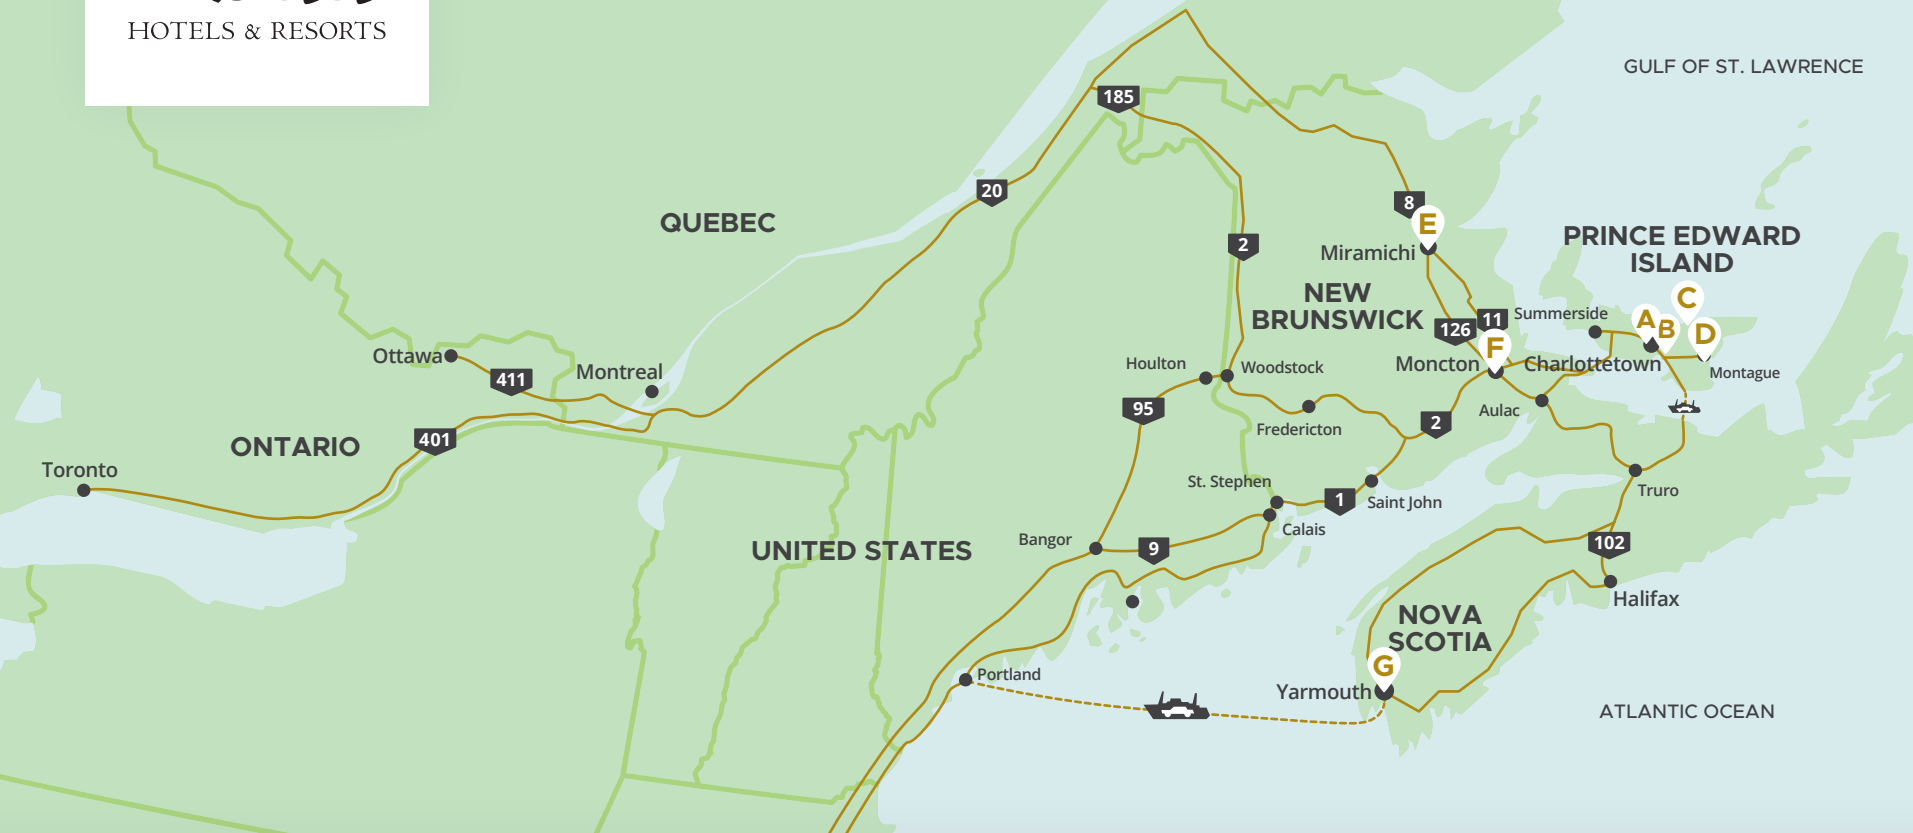 HOTELS & RESORTS
GULF OF ST. LAWRENCE
185
20
QUEBEC
8
E
2
Miramichi
PRINCE EDWARD
ISLAND
NEW
BRUNSWICK
C
11
126
Summerside
A
B
D
F
Ottawa
Montreal
411
Houlton
Woodstock
Moncton
Charlottetown
Montague
95
Fredericton
2
Aulac
ONTARIO
401
Toronto
St. Stephen
1
Saint John
Truro
Calais
UNITED STATES
Bangor
9
102
Halifax
NOVA
SCOTIA
G
Portland
Yarmouth
ATLANTIC OCEAN